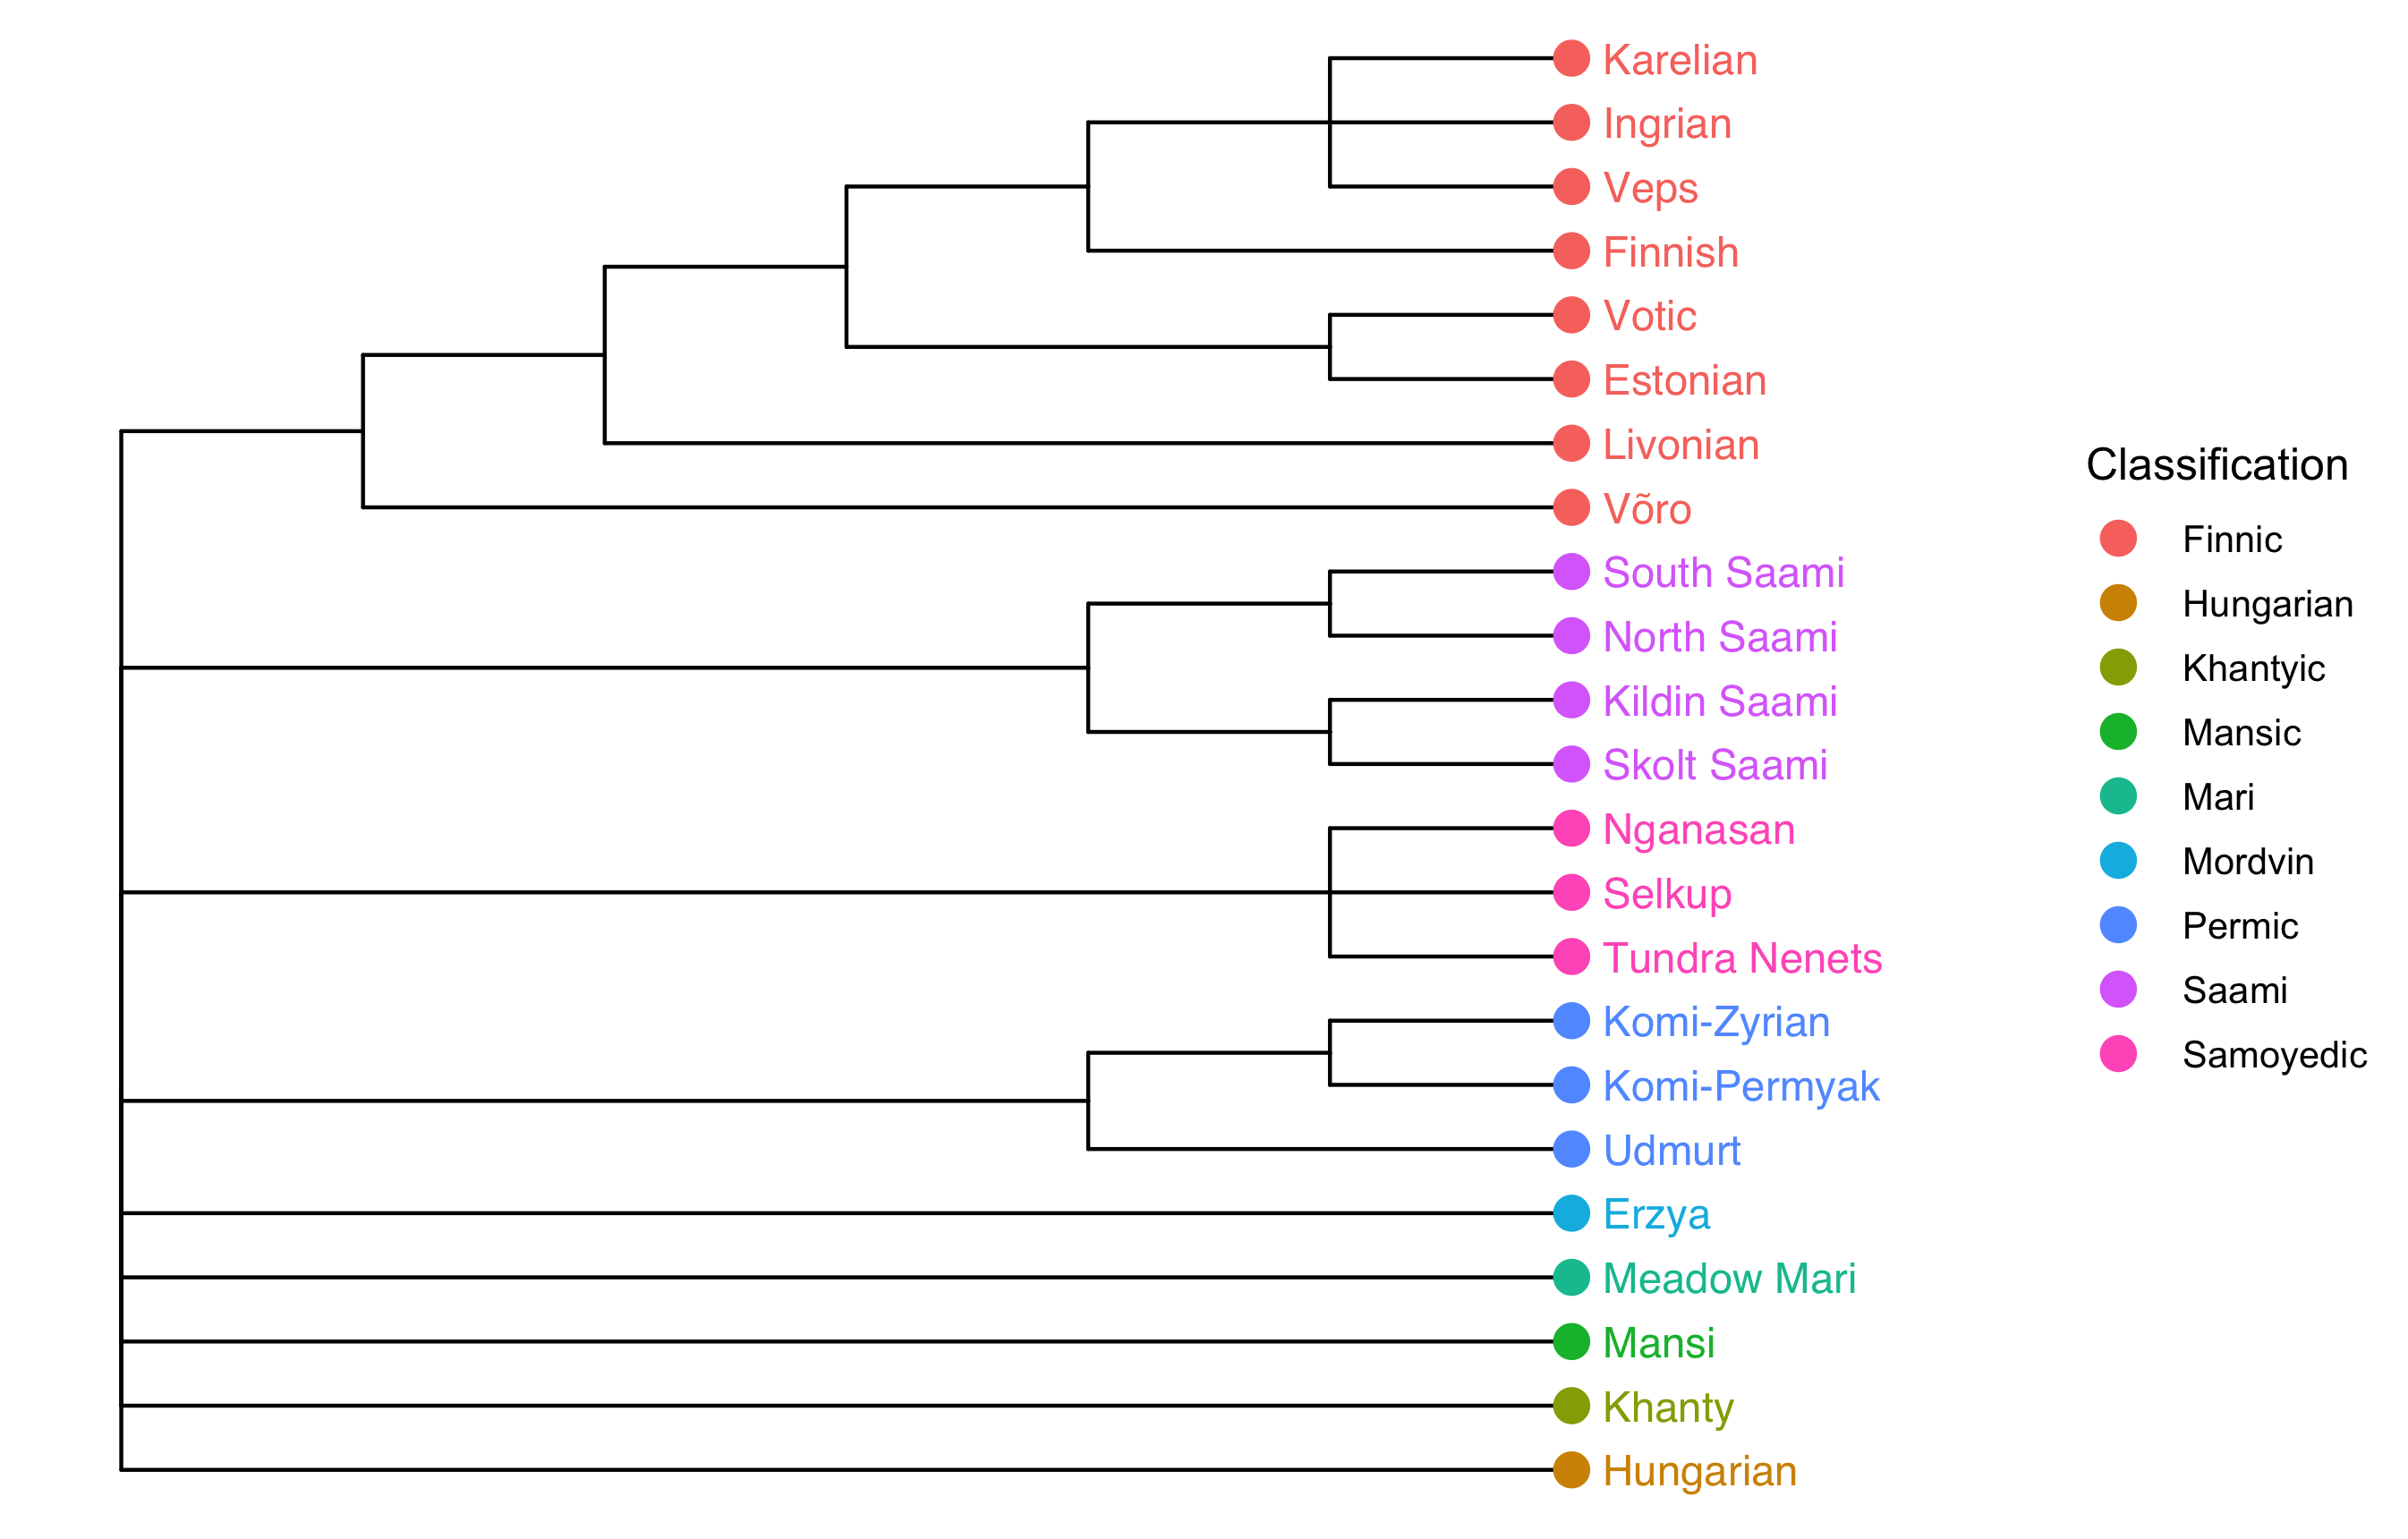 Karelian
Ingrian
Veps
Finnish
Votic
Estonian
Livonian
Võro
South Saami
North Saami
Kildin Saami
Skolt Saami
Nganasan
Selkup
Tundra Nenets
Komi-Zyrian
Komi-Permyak
Udmurt
Erzya
Meadow Mari
Mansi
Khanty
Hungarian
Classification
Finnic
Hungarian
Khantyic
Mansic
Mari
Mordvin
Permic
Saami
Samoyedic